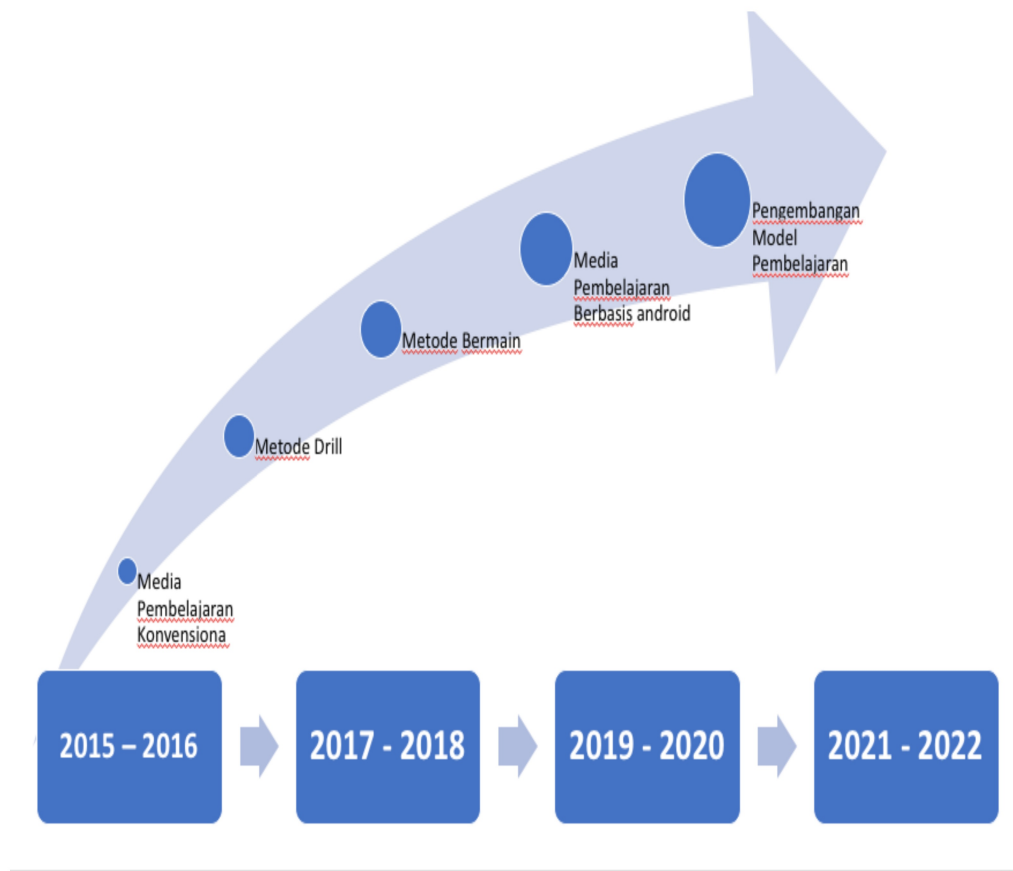 Pengembangan
Model
Pembelajaran
Media
Pembelajaran
Berbasis android
Metode Bermain
Metode Drill
Media
Pembelajaran
Konvensiona
2015 – 2016
2017 - 2018
2019 - 2020
2021 - 2022